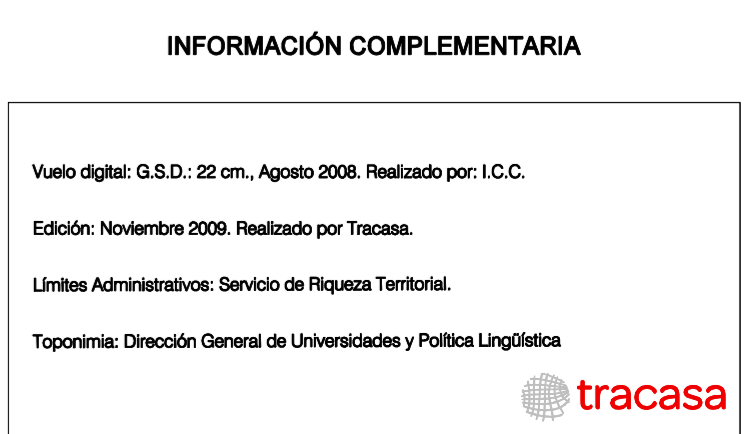 INFORMACIÓN COMPLEMENTARIA
Vuelo digital: G.S.D.: 22 cm., Agosto 2008. Realizado por: I.C.C.
Edición: Noviembre 2009. Realizado por Tracasa.
Límites Administrativos: Servicio de Riqueza Territorial.
Toponimia: Dirección General de Universidades y Política Lingüística
tracasa